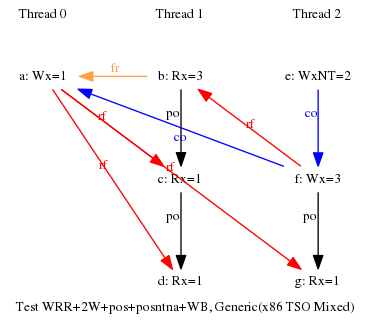 Thread 0 Thread 1 Thread 2
fr
a: Wx=1 b: Rx=3 e: WxNT=2
po co
rf rf
co
rf rf c: Rx=1 f: Wx=3
po po
d: Rx=1 g: Rx=1
Test WRR+2W+pos+posntna+WB, Generic(x86 TSO Mixed)